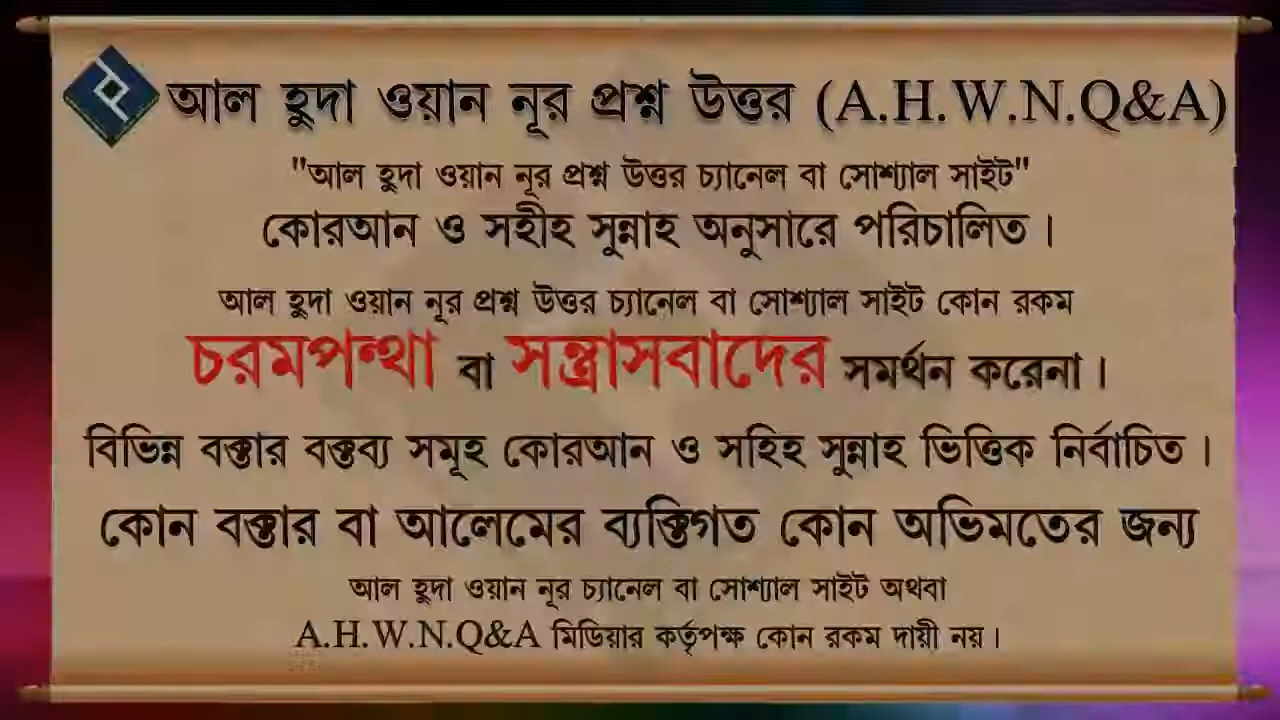 আল হুদা ওয়ান নূর প্রশ্ন উত্তর (A.H.W.N.Q&A)
"আল হুদা ওয়ান নূর প্রশ্ন উত্তর চ্যানেল বা সোশ্যাল সাইট"
কোরআন ও সহীহ সুন্নাহ অনুসারে পরিচালিত।
আল হুদা ওয়ান নূর প্রশ্ন উত্তর চ্যানেল বা সোশ্যাল সাইট কোন রকম
চরমপন্থা বা সন্ত্রাসবাদের সমর্থন করেনা।
বিভিন্ন বক্তার বক্তব্য সমূহ কোরআন ও সহিহ সুন্নাহ ভিত্তিক নির্বাচিত।
কোন বক্তার বা আলেমের ব্যক্তিগত কোন অভিমতের জন্য
আল হুদা ওয়ান নূর চ্যানেল বা সোশ্যাল সাইট অথবা
A.H.W.N.Q&A মিডিয়ার কর্তৃপক্ষ কোন রকম দায়ী নয়।